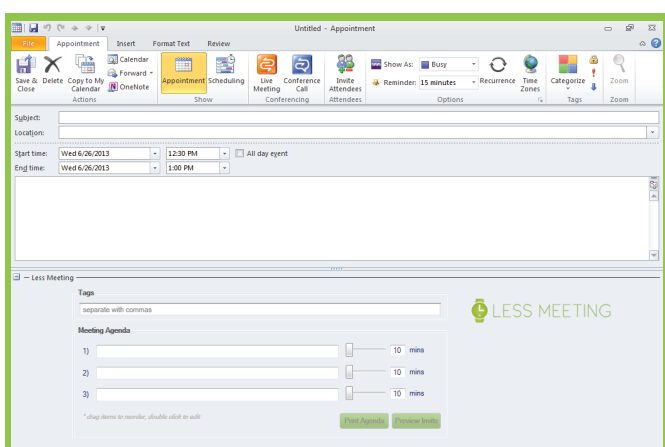 Untitled - Appointment
File Appointment Insert Format Text Review
Save & Close
Delete
Copy to My Calendar
Calendar
Forward
OneNote
Actions
Appointment Scheduling
Show
Live Meeting
Conference Call
Conferencing
Invite Attendees
Attendees
Show As: Busy
Reminder: 15 minutes
Recurrence
Time Zones
Options
Categorize
Tags
Zoom
Zoom
Subject:
Location:
Start time: Wed 6/26/2013 12:30 PM All day event
End time: Wed 6/26/2013 1:00 PM
Less Meeting
Tags
separate with commas
LESS MEETING
Meeting Agenda
1) 10 mins
2) 10 mins
3) 10 mins
*drag items to reorder, double click to edit
Print Agenda Preview Invite